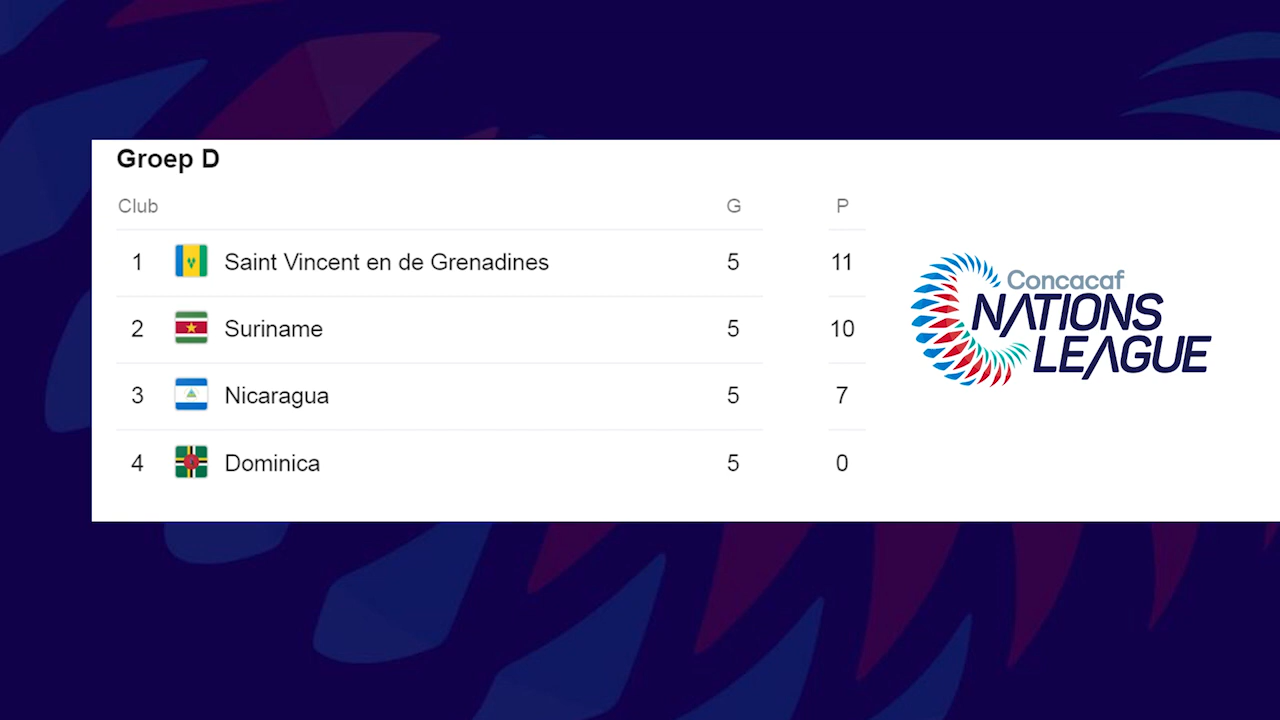 Groep D
Club G P
1 Saint Vincent en de Grenadines 5 11
2 Suriname 5 10
3 Nicaragua 5 7
4 Dominica 5 0
Concacaf
NATIONS
LEAGUE